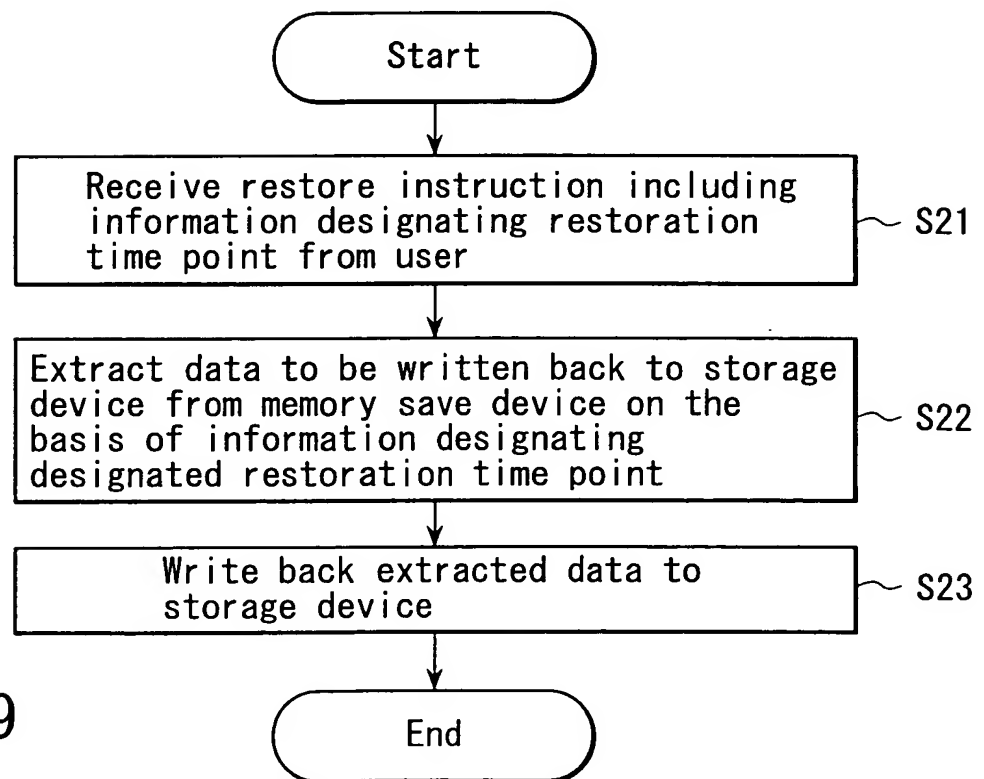 Start
Receive restore instruction including
information designating restoration
time point from user
S21
Extract data to be written back to storage
device from memory save device on the
basis of information designating
designated restoration time point
S22
Write back extracted data to
storage device
S23
9
End